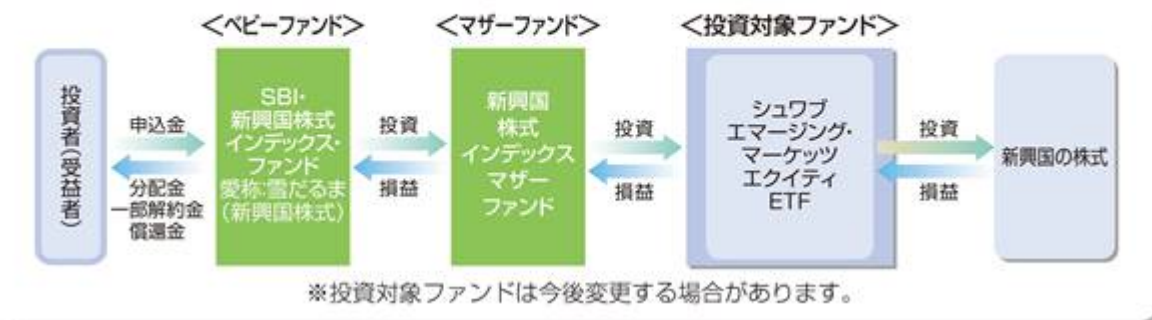 <ベビーファンド>
<マザーファンド>
<投資対象ファンド>
投資者(受益者)
申込金
分配金
一部解約金
償還金
SBI・
新興国株式
インデックス・
ファンド
愛称:雪だるま
(新興国株式)
投資
損益
新興国
株式
インデックス
マザー
ファンド
投資
損益
シュワブ
エマージング・
マーケッツ
エクイティ
ETF
投資
損益
新興国の株式
※投資対象ファンドは今後変更する場合があります。